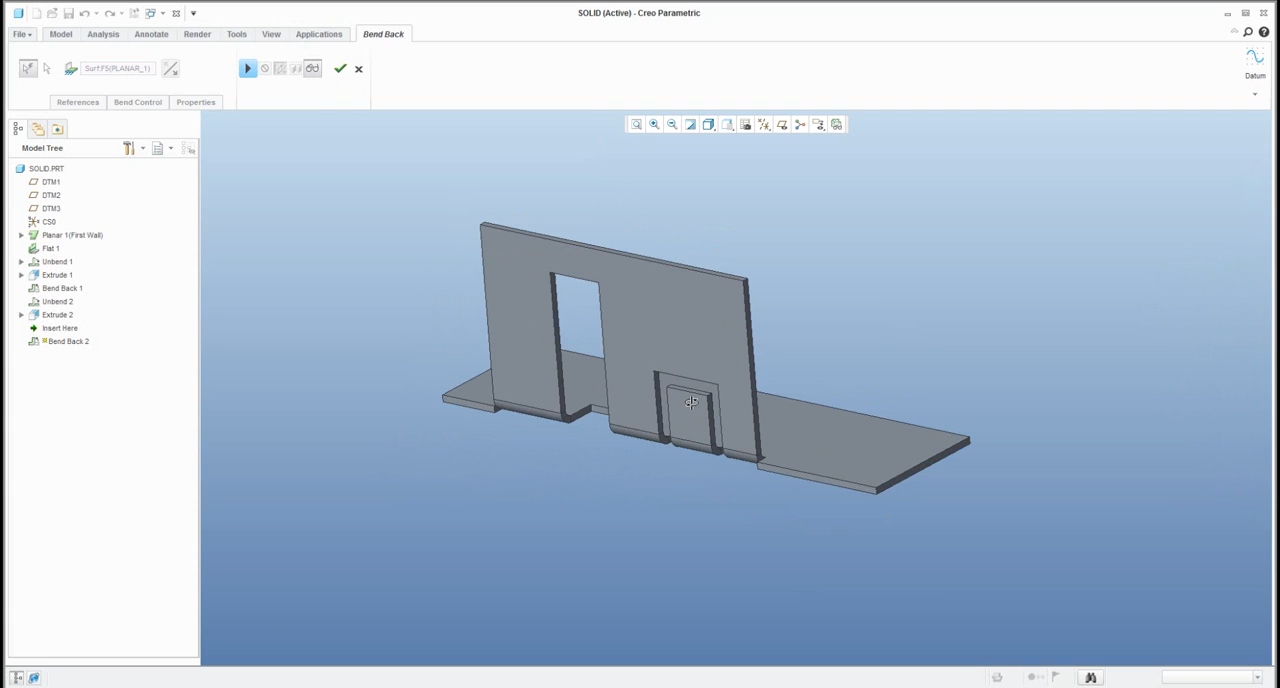 SOLID (Active) - Creo Parametric
File Model Analysis Annotate Render Tools View Applications Bend Back
Surf:F5(PLANAR_1)
Datum
References Bend Control Properties
Model Tree
SOLID.PRT
DTM1
DTM2
DTM3
CS0
Planar 1(First Wall)
Flat 1
Unbend 1
Extrude 1
Bend Back 1
Unbend 2
Extrude 2
Insert Here
Bend Back 2